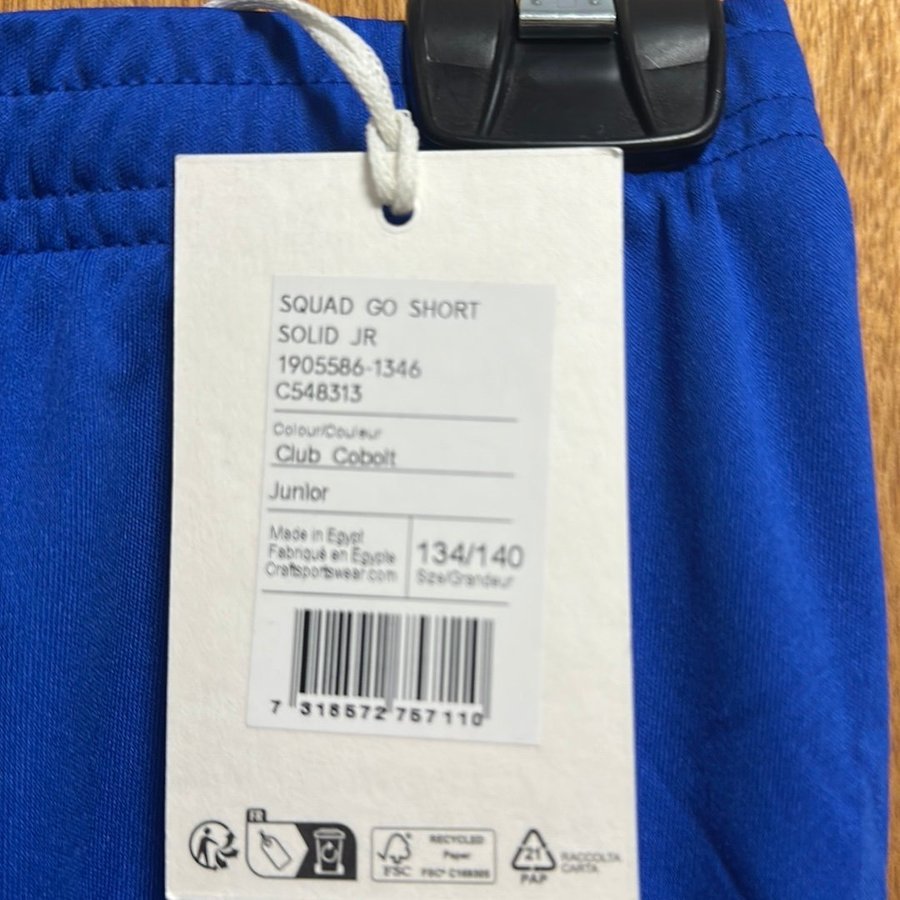 SQUAD GO SHORT
SOLID JR
1905586-1346
C548313
Colour/Couleur
Club Cobolt
Junior
Made in Egypt
Fabriqué en Egypte
Craftsportswear.com
134/140
Size/Grandeur
7 318572 757110
FR
FSC
RECYCLED
Paper
21
PAP
RACCOLTA
CARTA